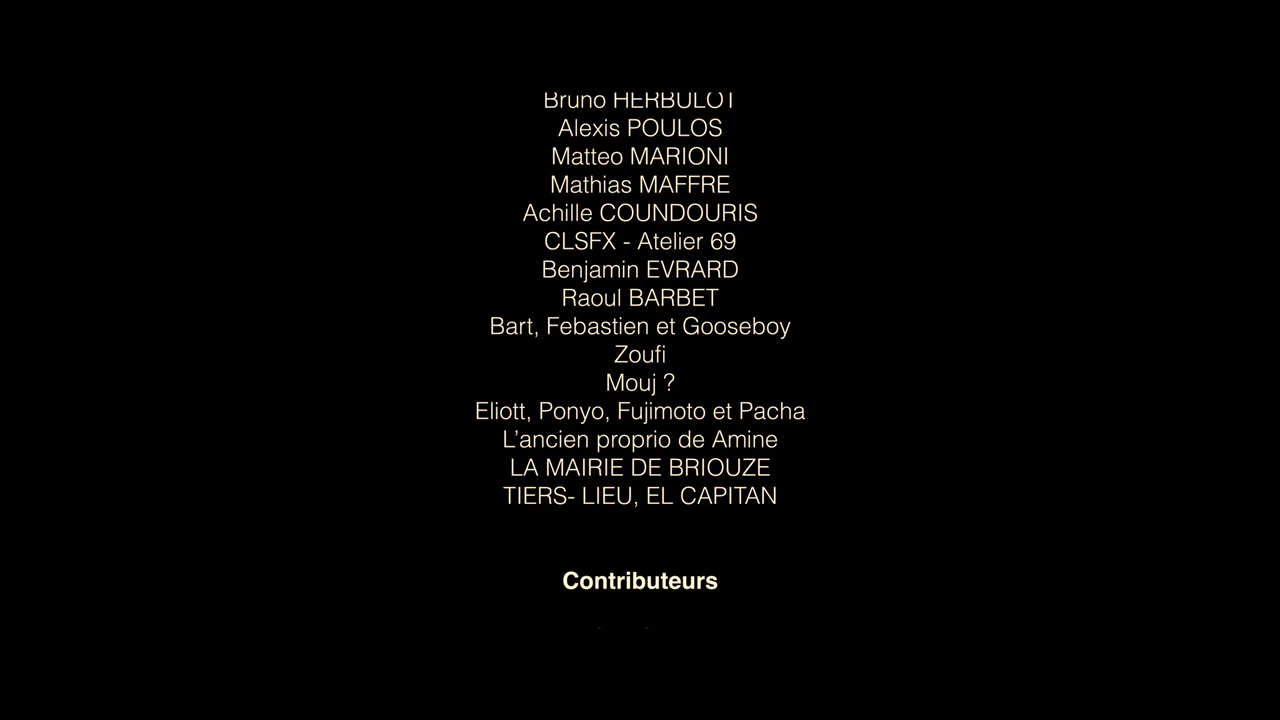 Bruno HERBULOT
Alexis POULOS
Matteo MARIONI
Mathias MAFFRE
Achille COUNDOURIS
CLSFX - Atelier 69
Benjamin EVRARD
Raoul BARBET
Bart, Febastien et Gooseboy
Zoufi
Mouj ?
Eliott, Ponyo, Fujimoto et Pacha
L’ancien proprio de Amine
LA MAIRIE DE BRIOUZE
TIERS- LIEU, EL CAPITAN
Contributeurs